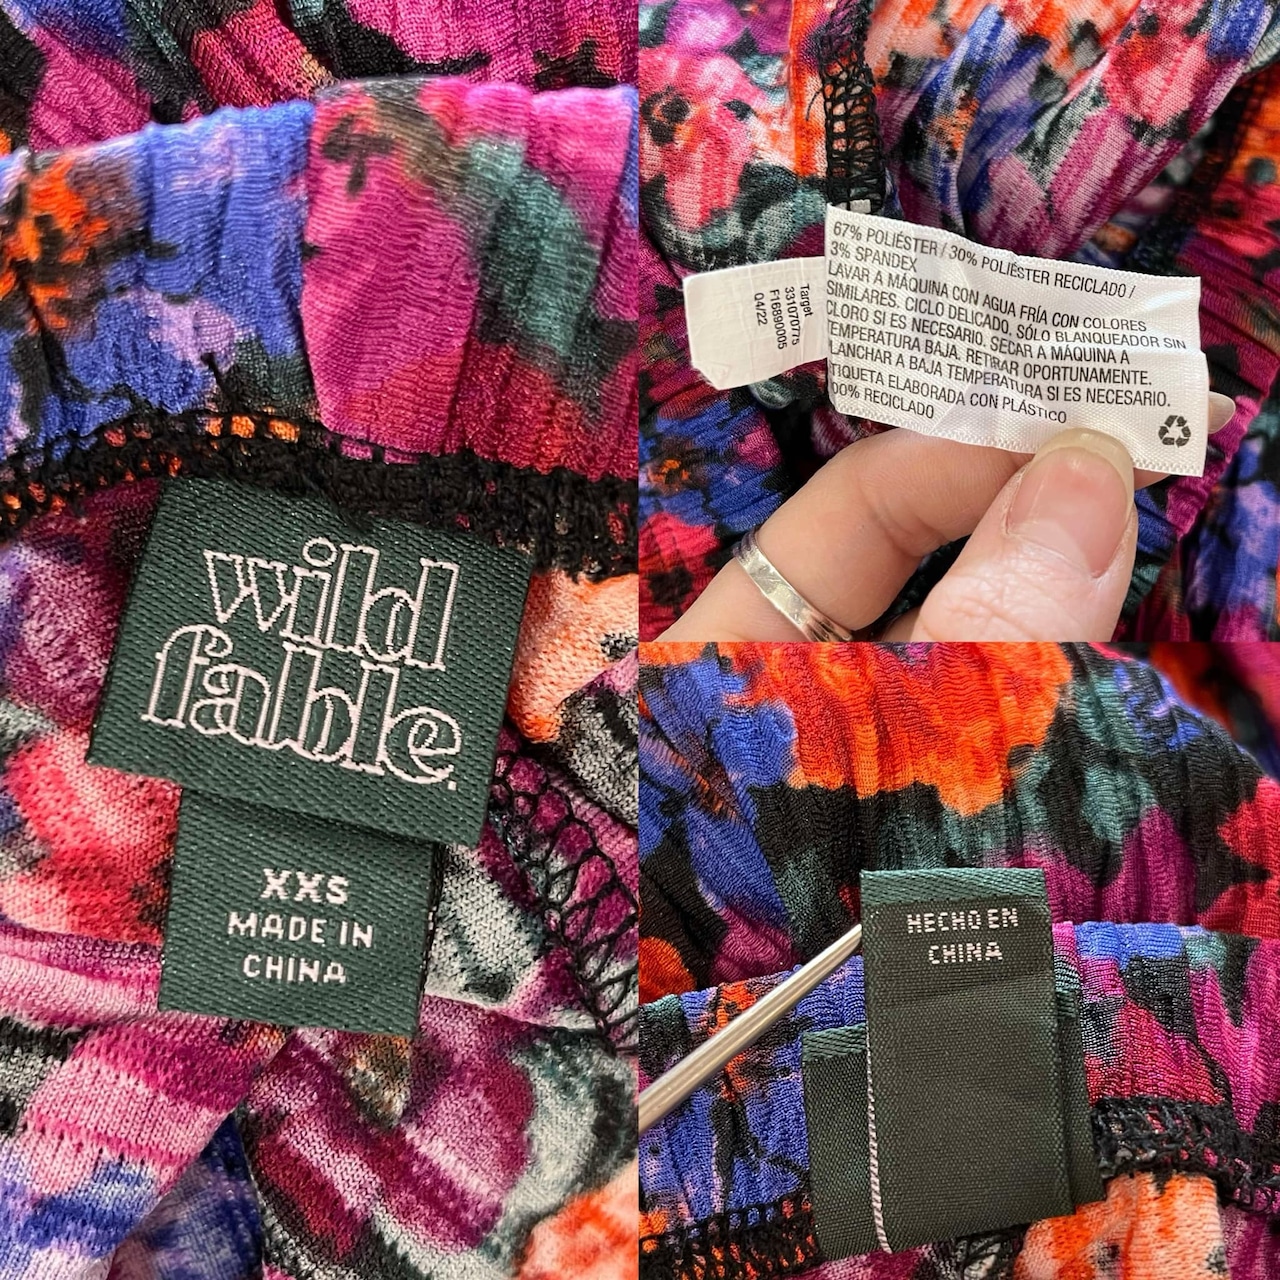 wild
fable.
XXS
MADE IN
CHINA
67% POLIÉSTER / 30% POLIÉSTER RECICLADO /
3% SPANDEX
LAVAR A MÁQUINA CON AGUA FRÍA CON COLORES
SIMILARES. CICLO DELICADO. SÓLO BLANQUEADOR SIN
CLORO SI ES NECESARIO. SECAR A MÁQUINA A
TEMPERATURA BAJA. RETIRAR OPORTUNAMENTE.
PLANCHAR A BAJA TEMPERATURA SI ES NECESARIO.
ETIQUETA ELABORADA CON PLÁSTICO
100% RECICLADO
Target
F1689005
04/22
HECHO EN
CHINA